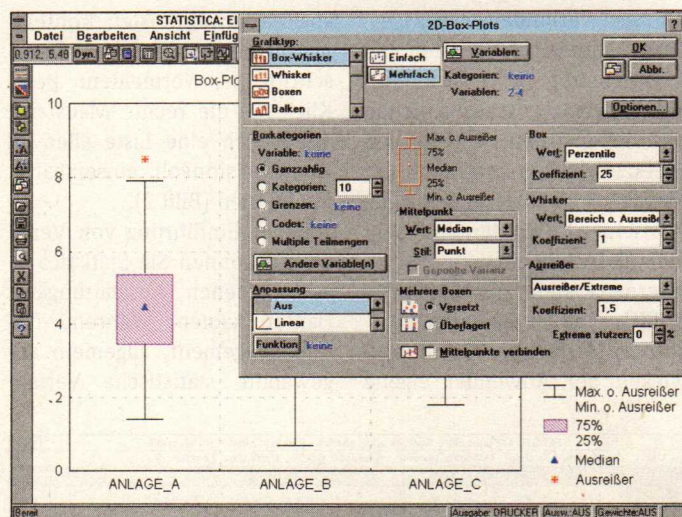 STATISTICA: EI
2D-Box-Plots
?
Datei Bearbeiten Ansicht Einfüg
0.912, 5.48 Dyn.
Box-Plo
Grafiktyp:
Box-Whisker
Whisker
Boxen
Balken
Einfach
Mehrfach
Variablen:
Kategorien: keine
Variablen: 2-4
OK
Abbr.
Optionen...
Boxkategorien
Variable: keine
Ganzzahlig
Kategorien: 10
Grenzen: keine
Codes: keine
Multiple Teilmengen
Andere Variable(n)
Anpassung
Aus
Linear
Funktion keine
Max. o. Ausreißer
75%
Median
25%
Min. o. Ausreißer
Mittelpunkt
Wert: Median
Stil: Punkt
Gepoolte Varianz
Mehrere Boxen
Versetzt
Überlagert
Mittelpunkte verbinden
Box
Wert: Perzentile
Koeffizient: 25
Whisker
Wert: Bereich o. Ausreiße
Koeffizient: 1
Ausreißer
Ausreißer/Extreme
Koeffizient: 1,5
Extreme stutzen: 0 %
10
8
6
4
2
0
ANLAGE_A ANLAGE_B ANLAGE_C
Max. o. Ausreißer
Min. o. Ausreißer
75%
25%
Median
Ausreißer
Bereit
Ausgabe: DRUCKER Ausw.:AUS Gewichte:AUS